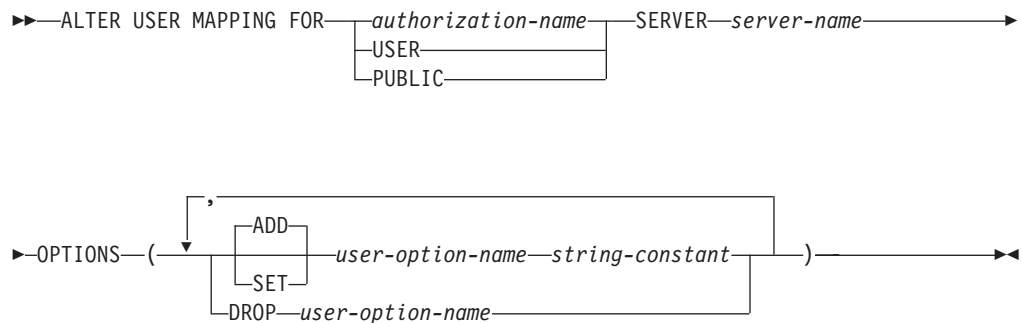 ALTER USER MAPPING FOR authorization-name SERVER server-name
USER
PUBLIC
,
ADD
OPTIONS ( user-option-name string-constant )
SET
DROP user-option-name